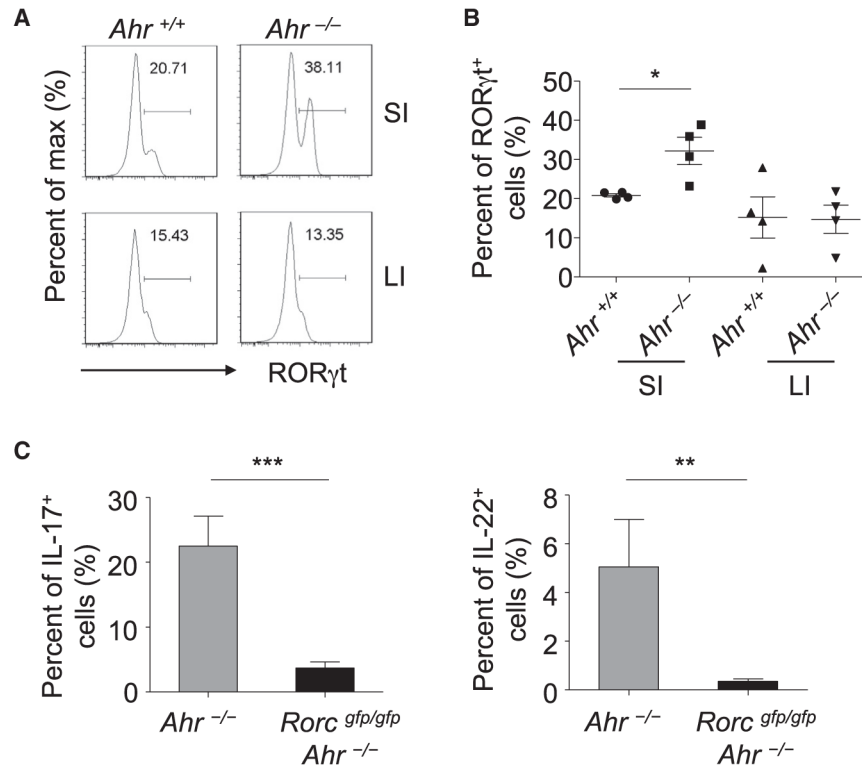 A
Ahr +/+ Ahr −/−
Percent of max (%)
20.71 38.11
SI
15.43 13.35
LI
RORγt
B
*
Percent of RORγt+
cells (%)
50
40
30
20
10
0
Ahr +/+ Ahr −/− Ahr +/+ Ahr −/−
SI LI
C
***
Percent of IL-17+
cells (%)
30
20
10
0
Ahr −/− Rorc gfp/gfp
Ahr −/−
**
Percent of IL-22+
cells (%)
8
6
4
2
0
Ahr −/− Rorc gfp/gfp
Ahr −/−